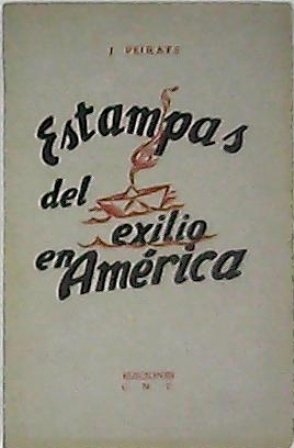 J PEIRATS
Estampas
del
exilio
en América
EDICIONES
C N T